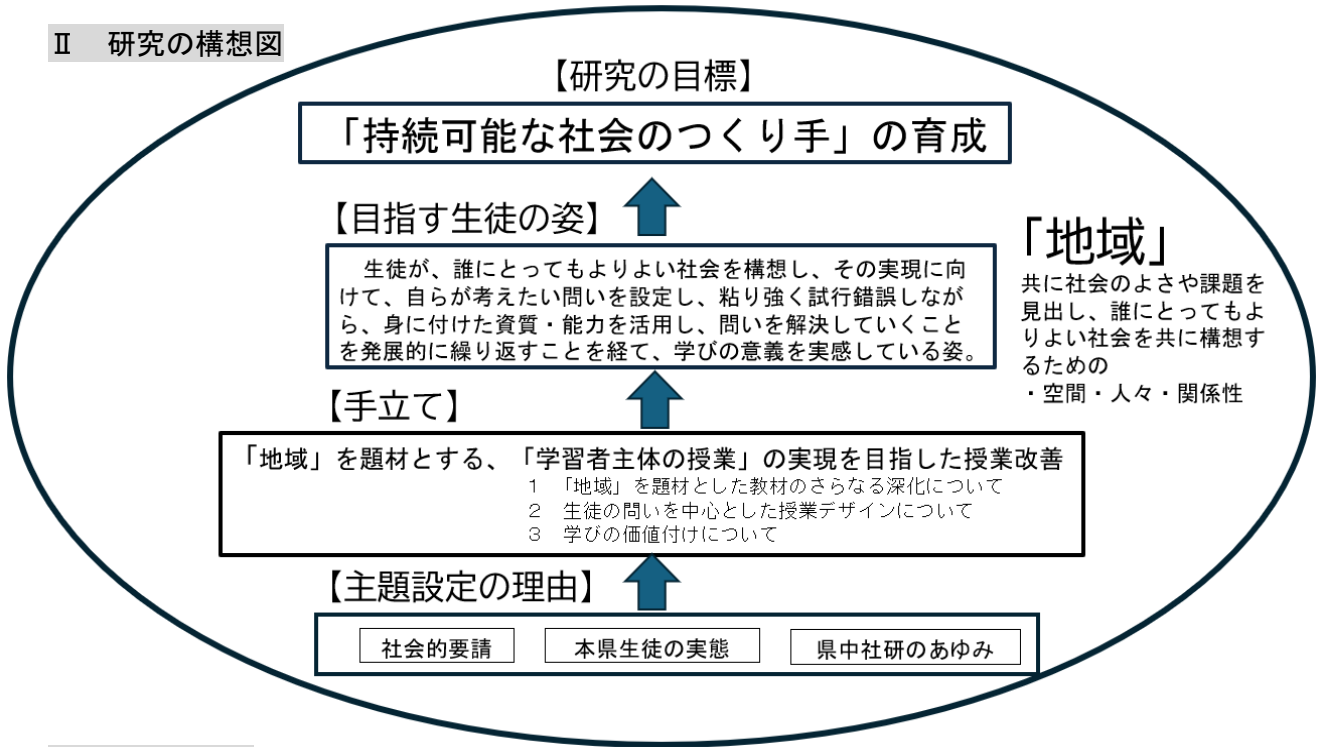 Ⅱ　研究の構想図
【研究の目標】
「持続可能な社会のつくり手」の育成
【目指す生徒の姿】
　生徒が、誰にとってもよりよい社会を構想し、その実現に向
けて、自らが考えたい問いを設定し、粘り強く試行錯誤しなが
ら、身に付けた資質・能力を活用し、問いを解決していくこと
を発展的に繰り返すことを経て、学びの意義を実感している姿。
「地域」
共に社会のよさや課題を
見出し、誰にとってもよ
りよい社会を共に構想す
るための
・空間・人々・関係性
【手立て】
「地域」を題材とする、「学習者主体の授業」の実現を目指した授業改善
１　「地域」を題材とした教材のさらなる深化について
２　生徒の問いを中心とした授業デザインについて
３　学びの価値付けについて
【主題設定の理由】
社会的要請
本県生徒の実態
県中社研のあゆみ